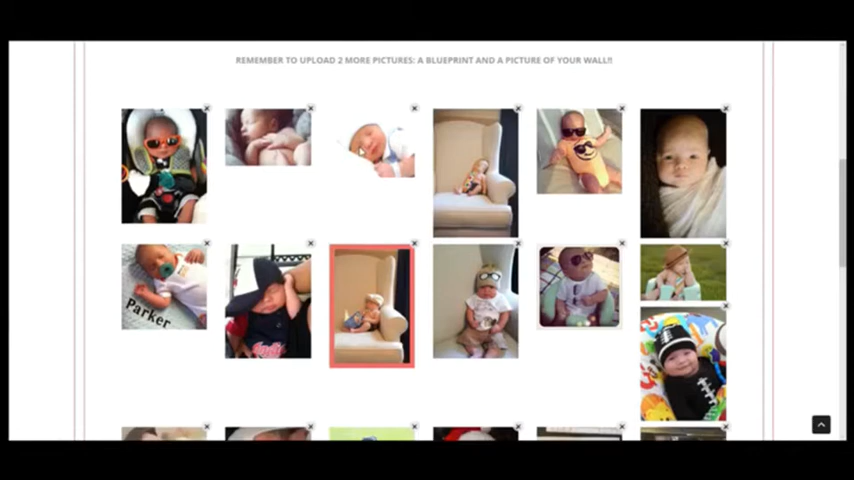 REMEMBER TO UPLOAD 2 MORE PICTURES: A BLUEPRINT AND A PICTURE OF YOUR WALL!!
Parker